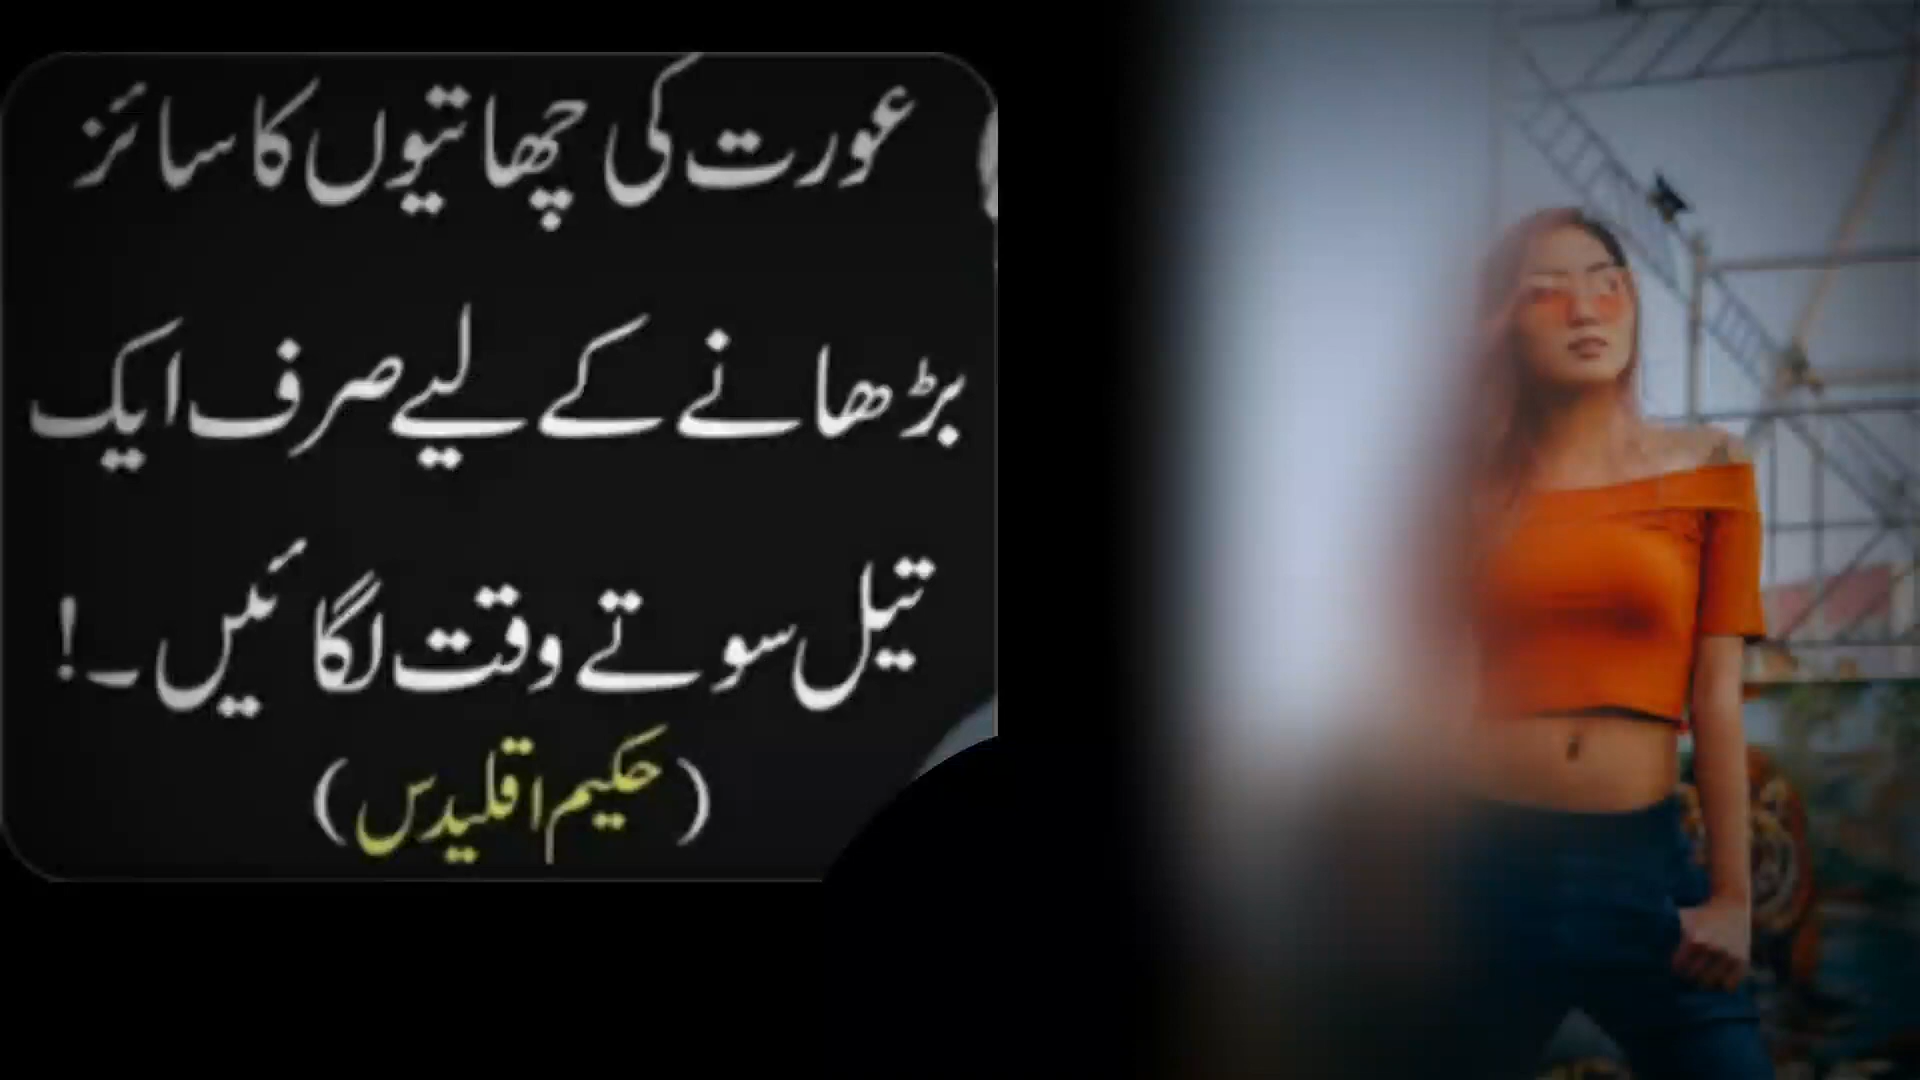 عورت کی چھاتیوں کا سائز
بڑھانے کے لیے صرف ایک
تیل سوتے وقت لگائیں۔!
(حکیم اقلیدس)